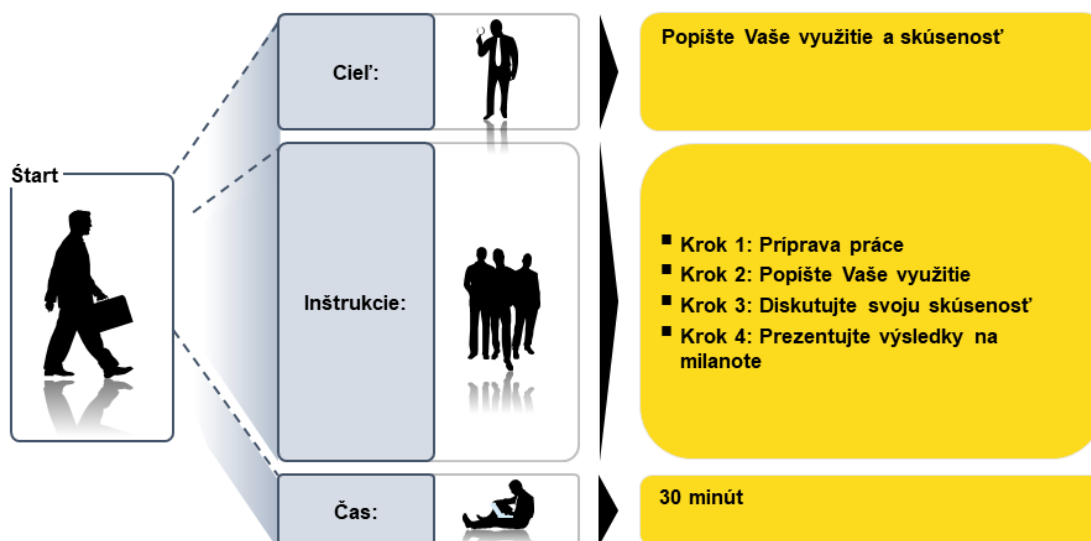 Cieľ:
Popíšte Vaše využitie a skúsenosť
Štart
Inštrukcie:
▪ Krok 1: Príprava práce
▪ Krok 2: Popíšte Vaše využitie
▪ Krok 3: Diskutujte svoju skúsenosť
▪ Krok 4: Prezentujte výsledky na
milanote
Čas:
30 minút